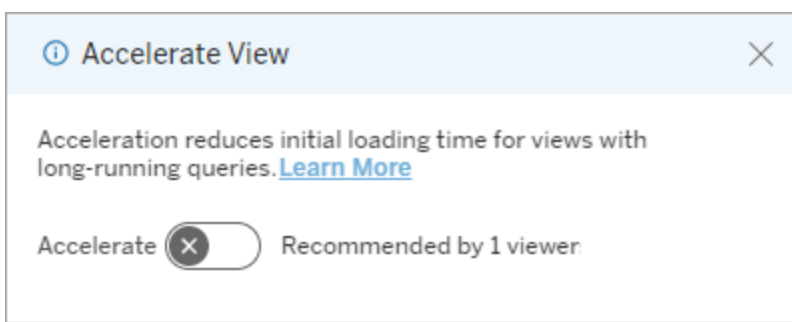 Accelerate View
Acceleration reduces initial loading time for views with
long-running queries. Learn More
Accelerate Recommended by 1 viewer